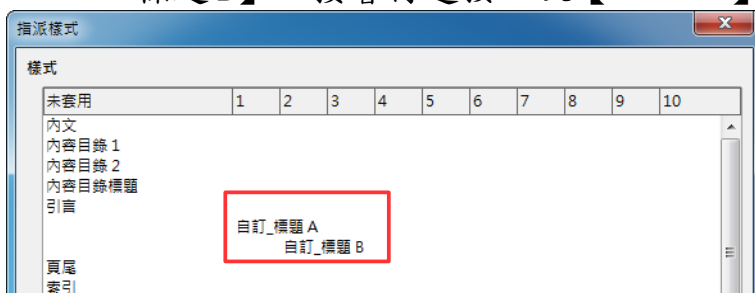 指派樣式
樣式
未套用 1 2 3 4 5 6 7 8 9 10
內文
內容目錄 1
內容目錄 2
內容目錄標題
引言
自訂_標題 A
自訂_標題 B
頁尾
索引